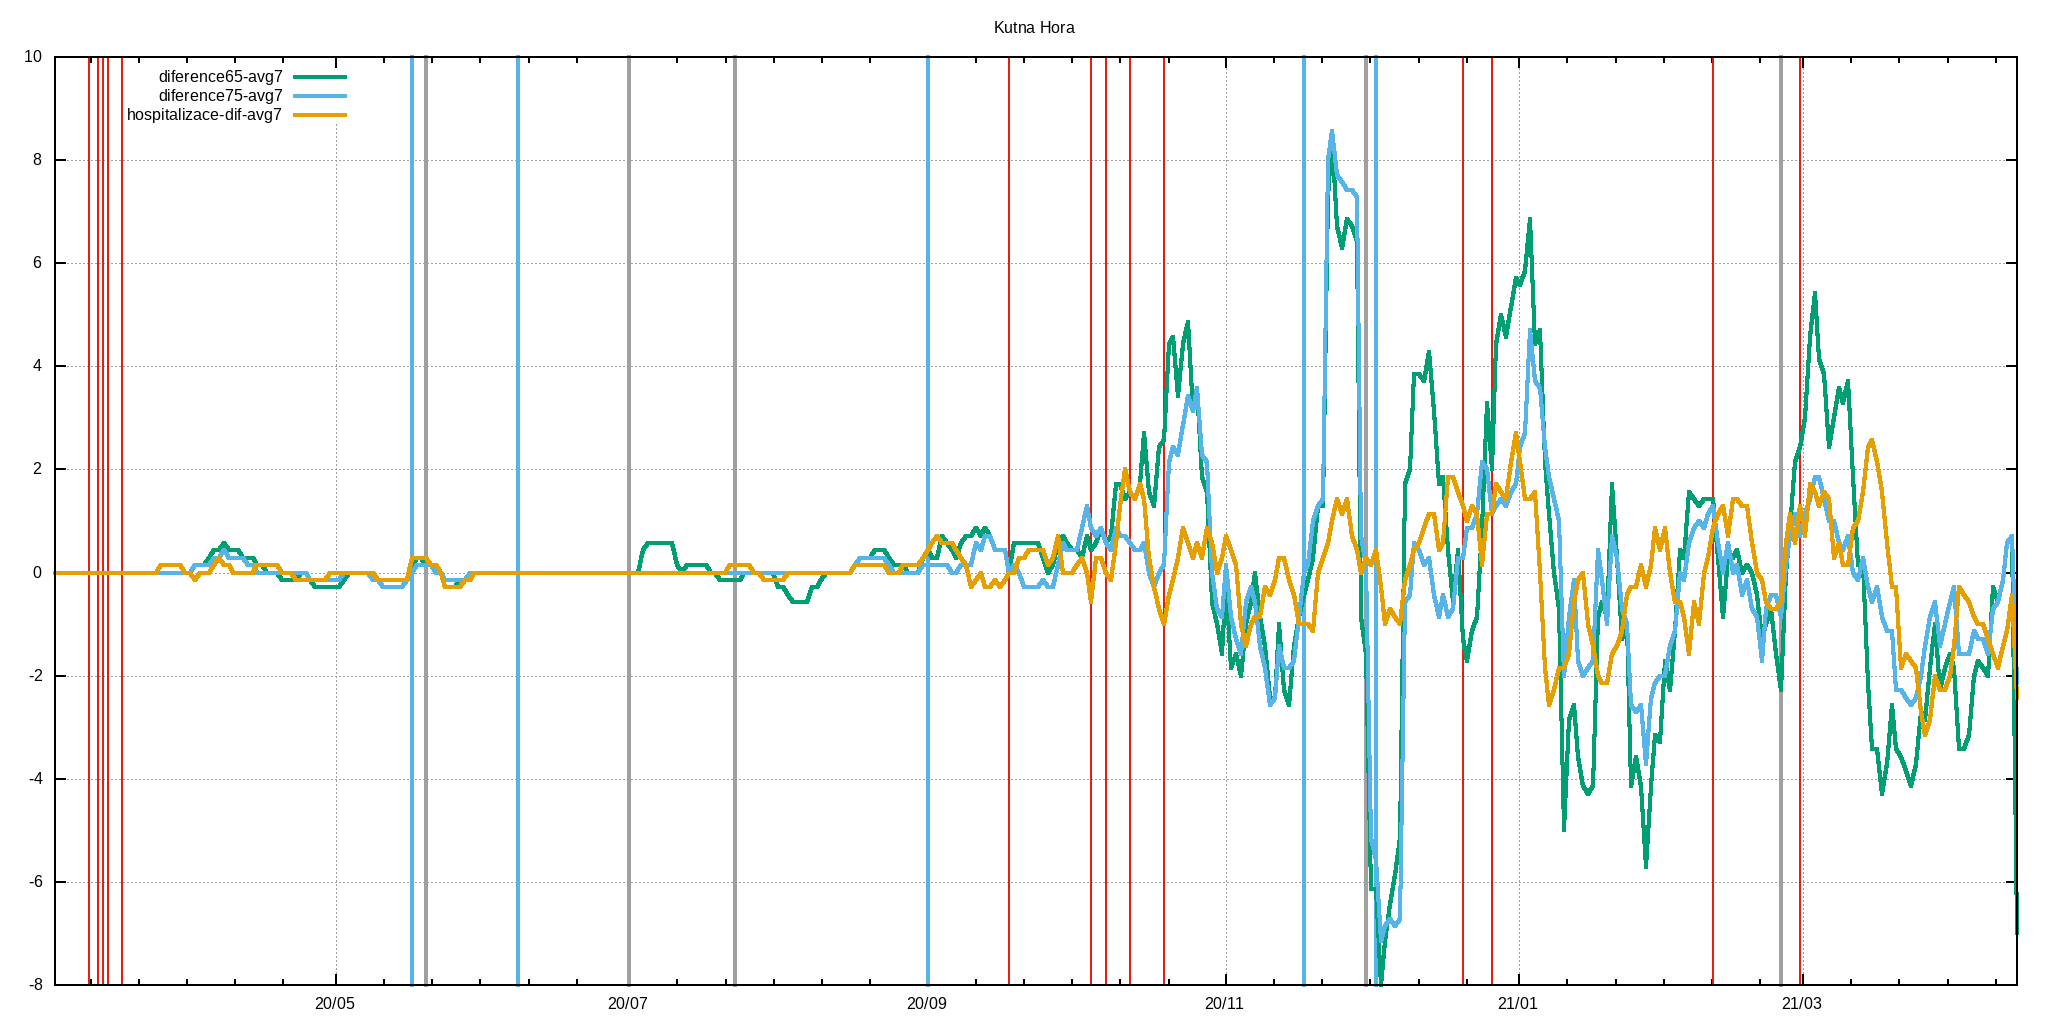 Kutna Hora
10
8
6
4
2
0
-2
-4
-6
-8
diference65-avg7
diference75-avg7
hospitalizace-dif-avg7
20/05 20/07 20/09 20/11 21/01 21/03